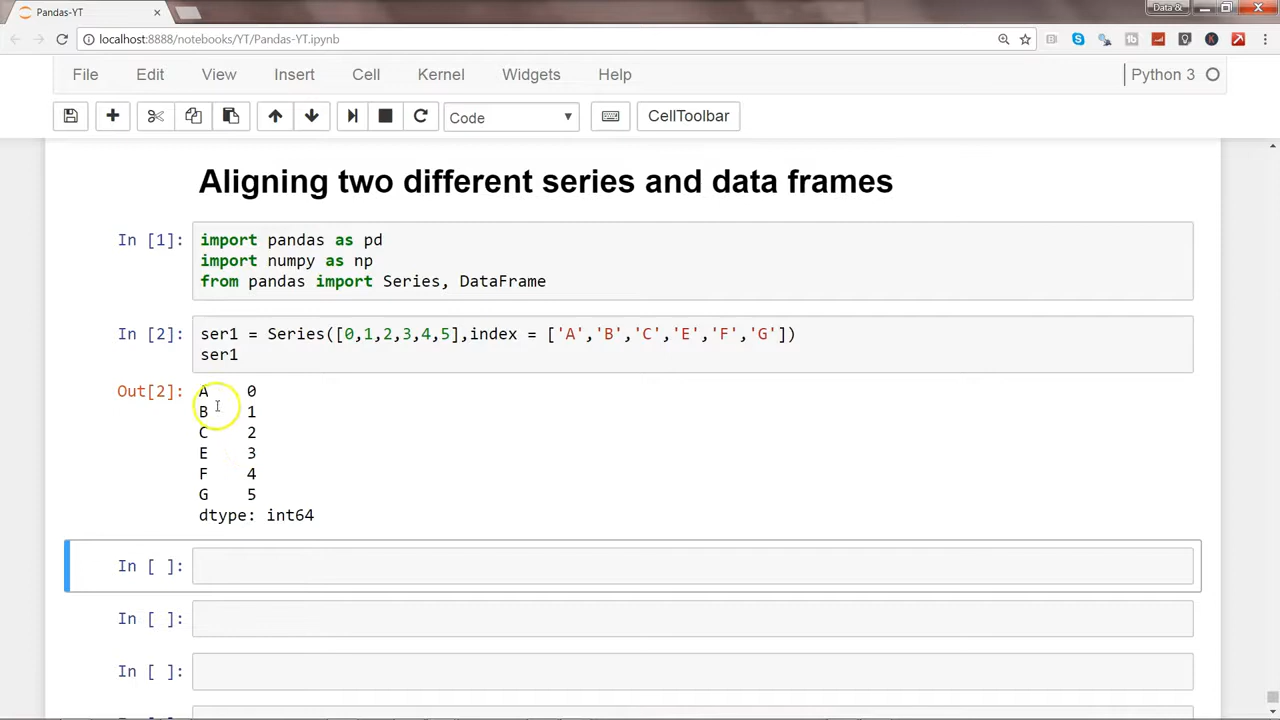 Pandas-YT
Data &
localhost:8888/notebooks/YT/Pandas-YT.ipynb
File Edit View Insert Cell Kernel Widgets Help Python 3
Code CellToolbar
Aligning two different series and data frames
In [1]: import pandas as pd
import numpy as np
from pandas import Series, DataFrame
In [2]: ser1 = Series([0,1,2,3,4,5],index = ['A','B','C','E','F','G'])
ser1
Out[2]: A 0
B 1
C 2
E 3
F 4
G 5
dtype: int64
In [ ]:
In [ ]:
In [ ]: